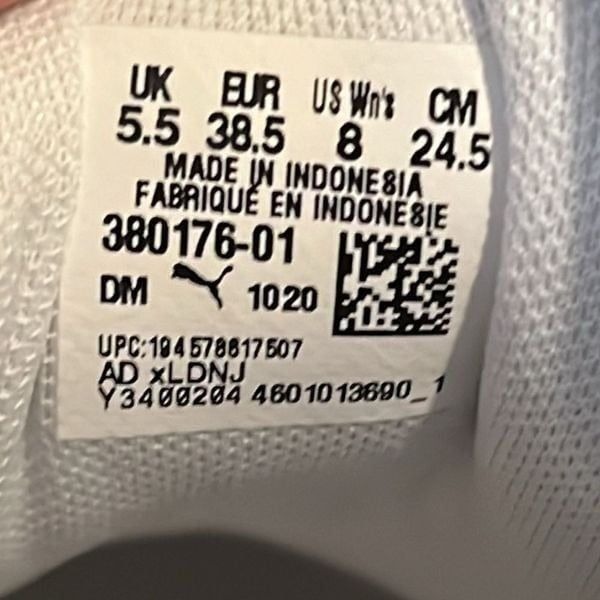 UK EUR US Wn's CM
5.5 38.5 8 24.5
MADE IN INDONESIA
FABRIQUÉ EN INDONESIE
380176-01
DM 1020
UPC:194578617507
AD xLDNJ
Y3400204 4601013690_1